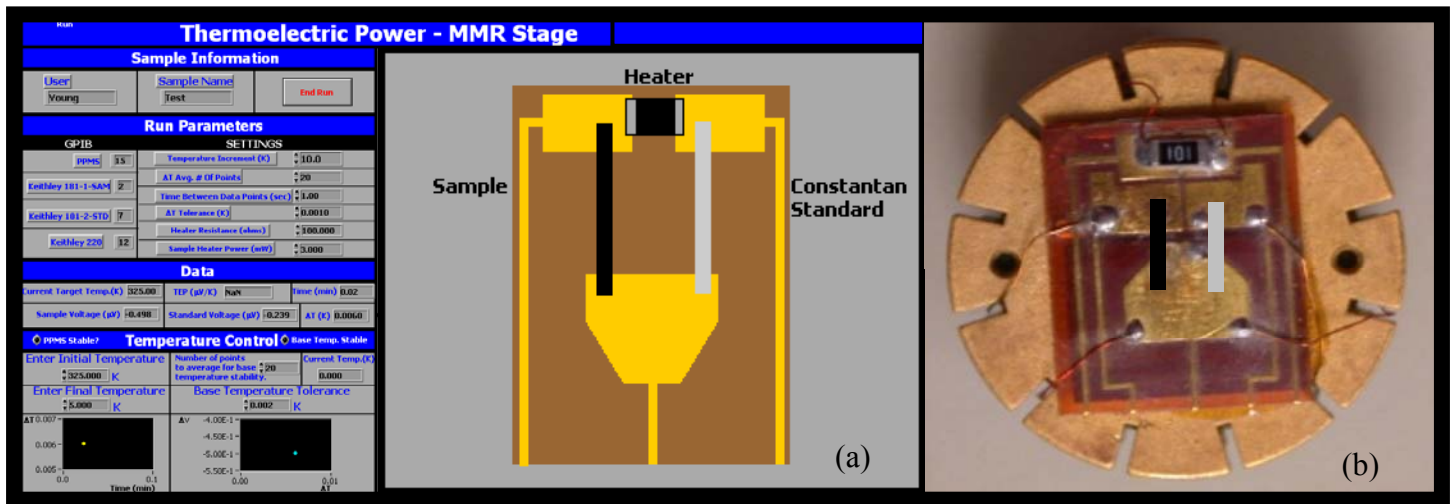 Run
Thermoelectric Power - MMR Stage
Sample Information
User
Young
Sample Name
Test
End Run
Run Parameters
GPIB
SETTINGS
PPMS 15
Keithley 181-1-SAM 2
Keithley 181-2-STD 7
Keithley 220 12
Temperature Increment (K) 10.0
ΔT Avg. # Of Points 20
Time Between Data Points (sec) 1.00
ΔT Tolerance (K) 0.0010
Heater Resistance (ohms) 100.000
Sample Heater Power (mW) 3.000
Data
Current Target Temp.(K) 325.00 TEP (µV/K) NaN Time (min) 0.02
Sample Voltage (µV) -0.498 Standard Voltage (µV) -0.239 ΔT (K) 0.0060
PPMS Stable? Temperature Control Base Temp. Stable
Enter Initial Temperature
325.000 K
Number of points
to average for base
temperature stability.
20
Current Temp.(K)
0.000
Enter Final Temperature
5.000 K
Base Temperature Tolerance
0.002 K
ΔT
0.007
0.006
0.005
0.0 0.1
Time (min)
ΔV
-4.00E-1
-4.50E-1
-5.00E-1
-5.50E-1
0.00 0.01
ΔT
Heater
Sample
Constantan
Standard
(a)
101
(b)